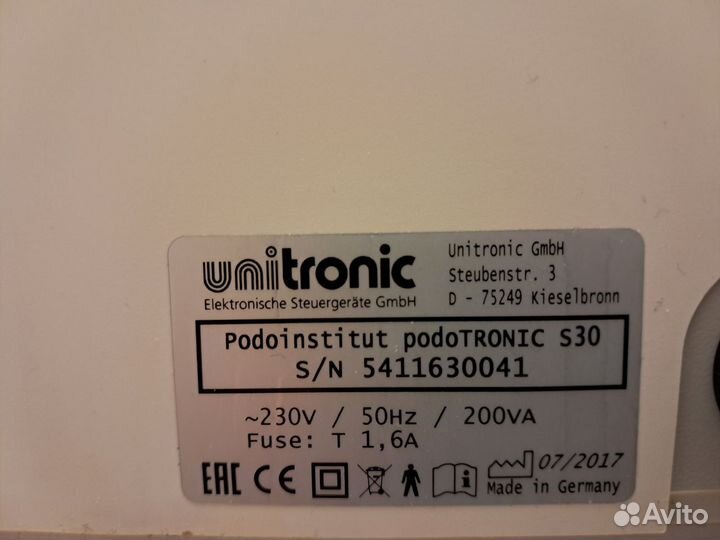 unitronic
Elektronische Steuergeräte GmbH
Unitronic GmbH
Steubenstr. 3
D - 75249 Kieselbronn
Podoinstitut podoTRONIC S30
S/N 5411630041
~230V / 50Hz / 200VA
Fuse: T 1,6A
EAC CE 07/2017
Made in Germany
Avito